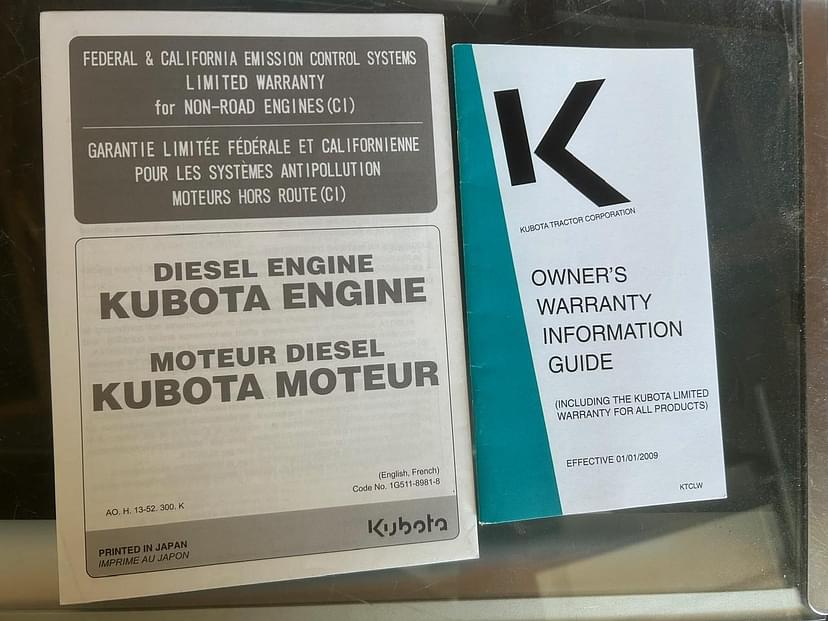 FEDERAL & CALIFORNIA EMISSION CONTROL SYSTEMS
LIMITED WARRANTY
for NON-ROAD ENGINES(CI)
GARANTIE LIMITÉE FÉDÉRALE ET CALIFORNIENNE
POUR LES SYSTÈMES ANTIPOLLUTION
MOTEURS HORS ROUTE(CI)
DIESEL ENGINE
KUBOTA ENGINE
MOTEUR DIESEL
KUBOTA MOTEUR
(English, French)
Code No. 1G511-8981-8
AO. H. 13-52. 300. K
Kubota
PRINTED IN JAPAN
IMPRIME AU JAPON
K
KUBOTA TRACTOR CORPORATION
OWNER'S
WARRANTY
INFORMATION
GUIDE
(INCLUDING THE KUBOTA LIMITED
WARRANTY FOR ALL PRODUCTS)
EFFECTIVE 01/01/2009
KTCLW